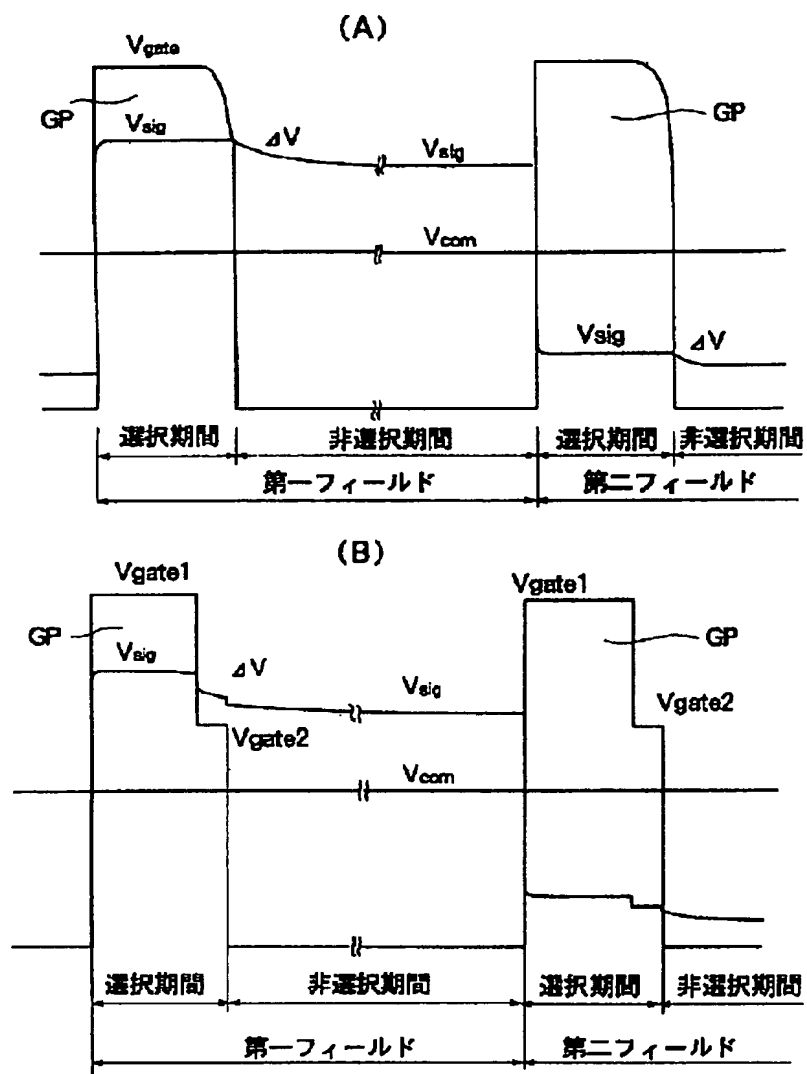 (A)
Vgate
GP
Vsig
⊿V
Vsig
GP
Vcom
Vsig
⊿V
選択期間
非選択期間
選択期間
非選択期間
第一フィールド
第二フィールド
(B)
Vgate1
Vgate1
GP
Vsig
⊿V
Vsig
GP
Vgate2
Vgate2
Vcom
選択期間
非選択期間
選択期間
非選択期間
第一フィールド
第二フィールド